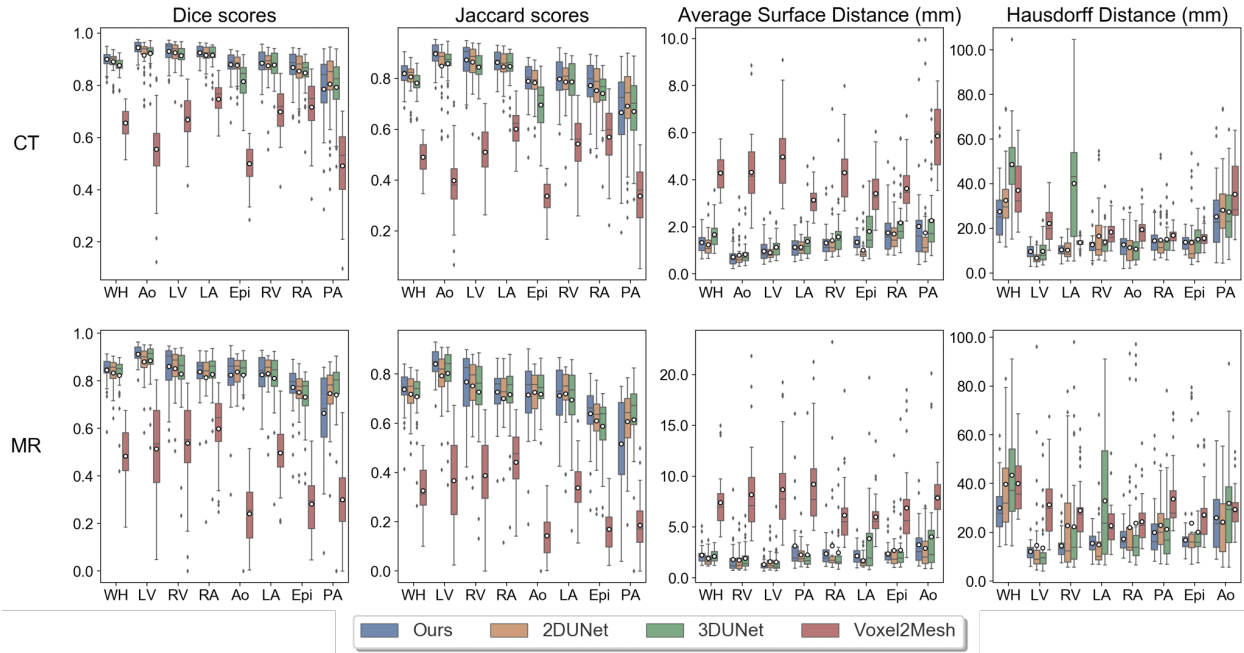 Dice scores
Jaccard scores
Average Surface Distance (mm)
Hausdorff Distance (mm)
CT
1.0
0.8
0.6
0.4
0.2
WH Ao LV LA Epi RV RA PA
0.8
0.6
0.4
0.2
WH Ao LV LA Epi RV RA PA
10.0
8.0
6.0
4.0
2.0
0.0
WH Ao LV LA RV Epi RA PA
100.0
80.0
60.0
40.0
20.0
0.0
WH LV LA RV Ao RA Epi PA
MR
1.0
0.8
0.6
0.4
0.2
0.0
WH LV RV RA Ao LA Epi PA
0.8
0.6
0.4
0.2
0.0
WH LV RV RA Ao LA Epi PA
20.0
15.0
10.0
5.0
0.0
WH RV LV PA RA LA Epi Ao
100.0
80.0
60.0
40.0
20.0
0.0
WH LV RV LA RA PA Epi Ao
Ours 2DUNet 3DUNet Voxel2Mesh